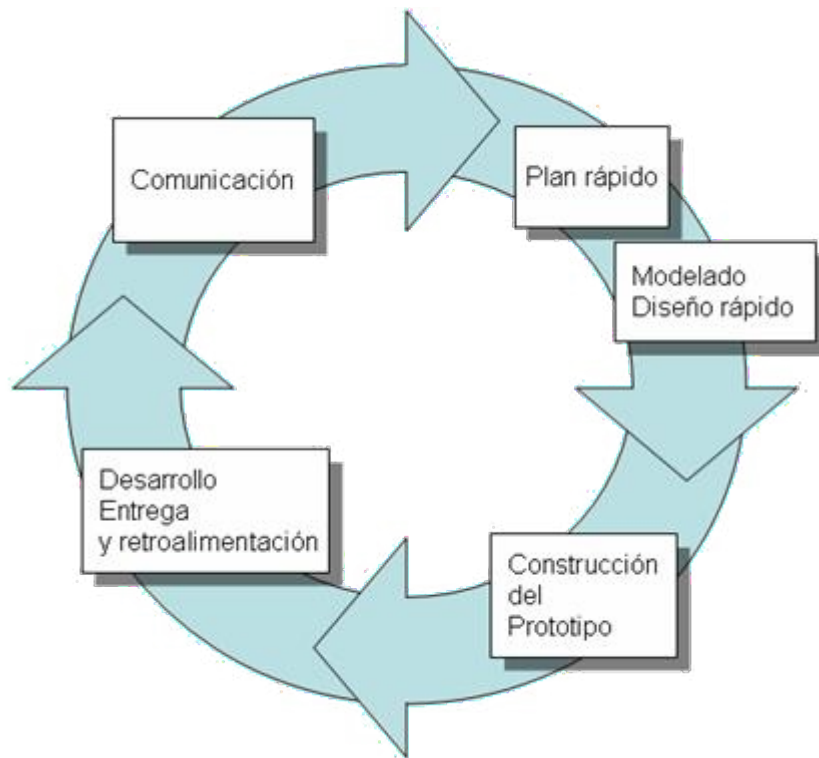 Comunicación
Plan rápido
Modelado
Diseño rápido
Construcción
del
Prototipo
Desarrollo
Entrega
y retroalimentación